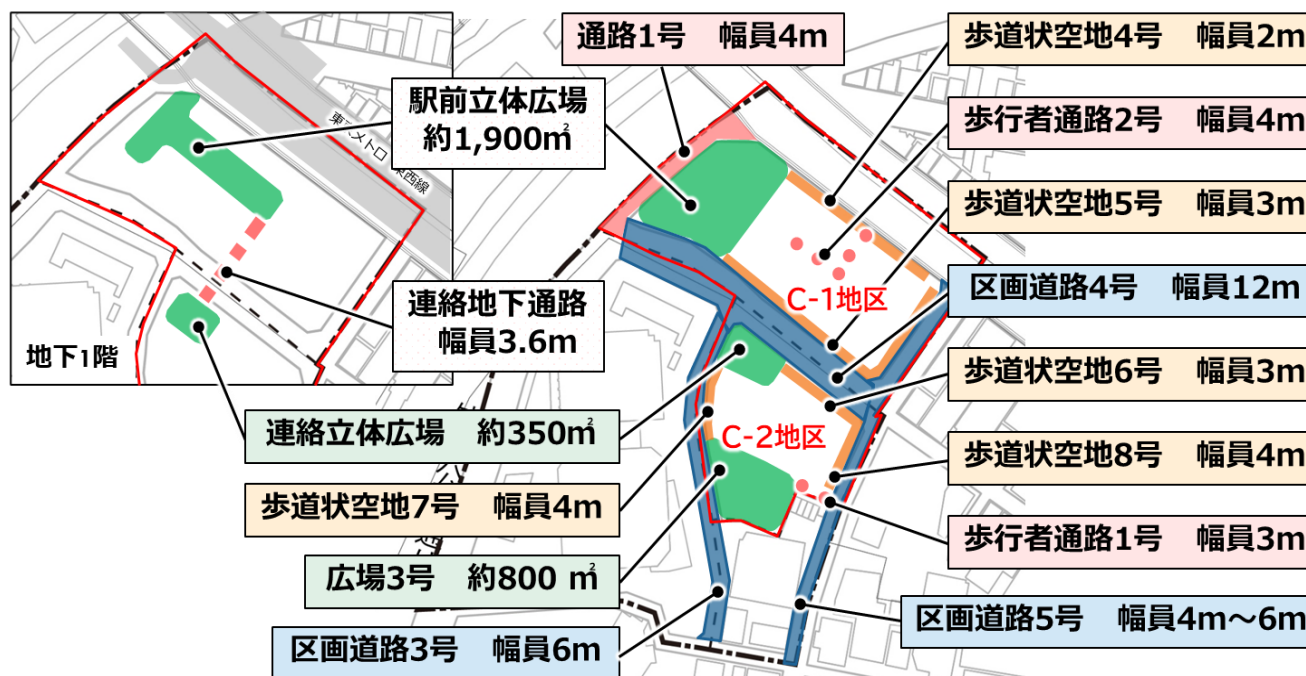 通路1号 幅員4m
歩道状空地4号 幅員2m
駅前立体広場
約1,900㎡
歩行者通路2号 幅員4m
東京メトロ 東西線
歩道状空地5号 幅員3m
区画道路4号 幅員12m
連絡地下通路
幅員3.6m
C-1地区
地下1階
歩道状空地6号 幅員3m
連絡立体広場 約350㎡
C-2地区
歩道状空地8号 幅員4m
歩道状空地7号 幅員4m
歩行者通路1号 幅員3m
広場3号 約800 ㎡
区画道路5号 幅員4m～6m
区画道路3号 幅員6m